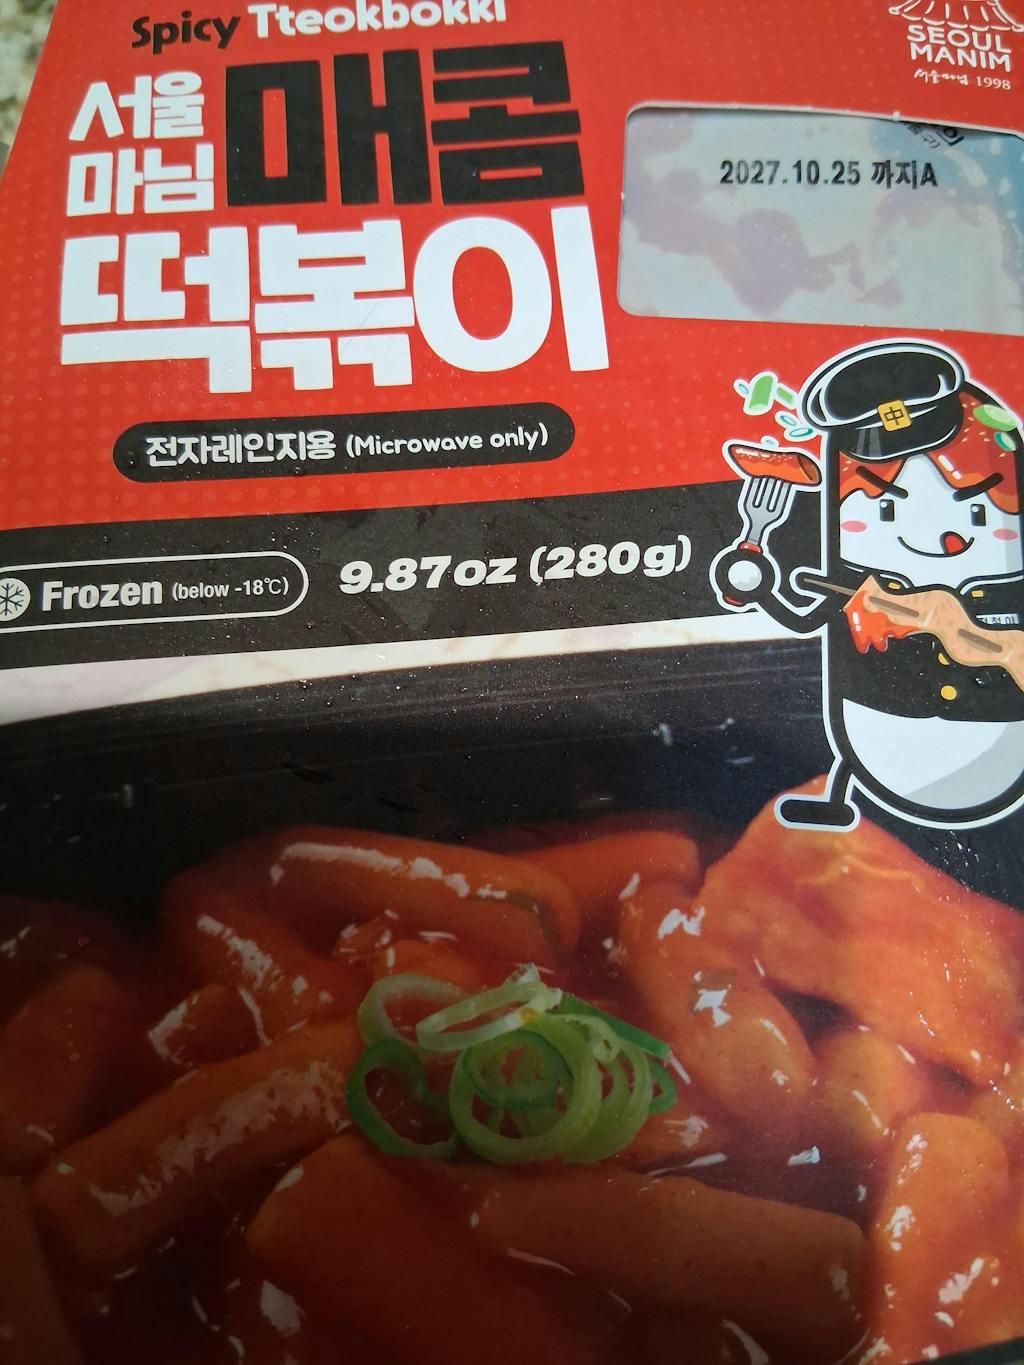 Spicy Tteokbokki
서울
마님
매콤
떡볶이
전자레인지용 (Microwave only)
Frozen (below -18℃)
9.87oz (280g)
SEOUL
MANIM
서울마님 1998
2027.10.25 까지A
中